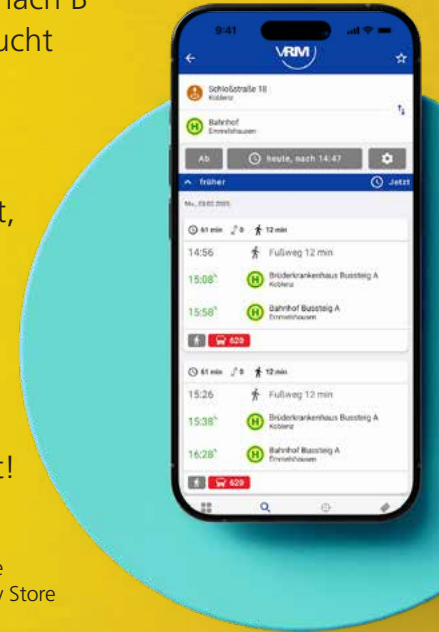 nach B
ucht
t,
t!
e
y Store
9:41
VRM
Schloßstraße 18
Koblenz
Bahnhof
Emmelshausen
Ab
heute, nach 14:47
früher
Jetzt
61 min 0 12 min
14:56 Fußweg 12 min
15:08 H Brüderkrankenhaus Bussteig A
Koblenz
15:58 H Bahnhof Bussteig A
Emmelshausen
620
61 min 0 12 min
15:26 Fußweg 12 min
15:38 H Brüderkrankenhaus Bussteig A
Koblenz
16:28 H Bahnhof Bussteig A
Emmelshausen
620